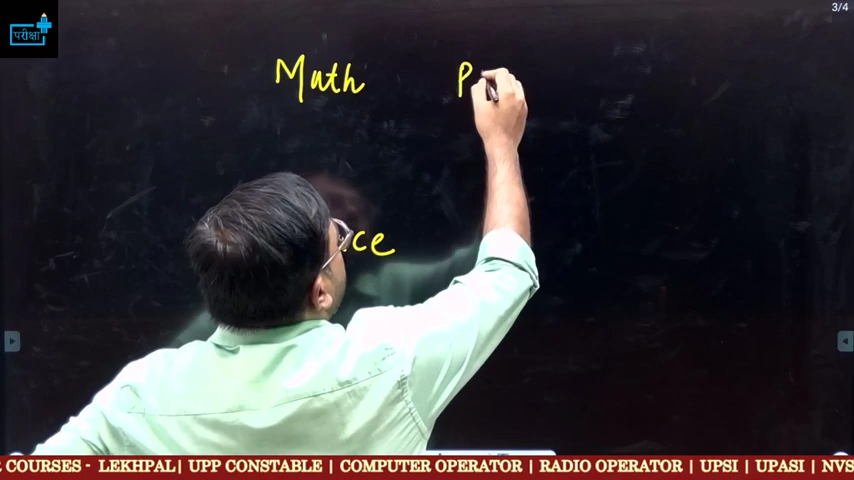 परीक्षा
3/4
Math P
ce
COURSES - LEKHPAL | UPP CONSTABLE | COMPUTER OPERATOR | RADIO OPERATOR | UPSI | UPASI | NVS